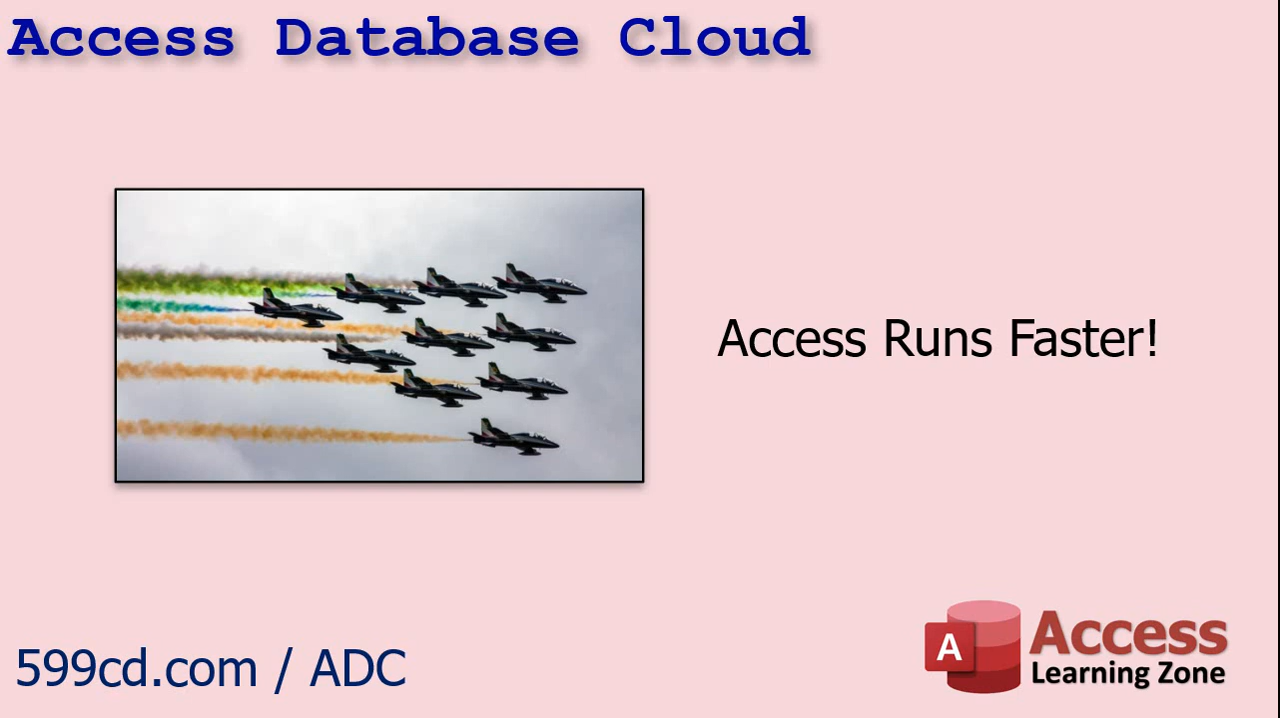 Access Database Cloud
Access Runs Faster!
599cd.com / ADC
A
Access
Learning Zone